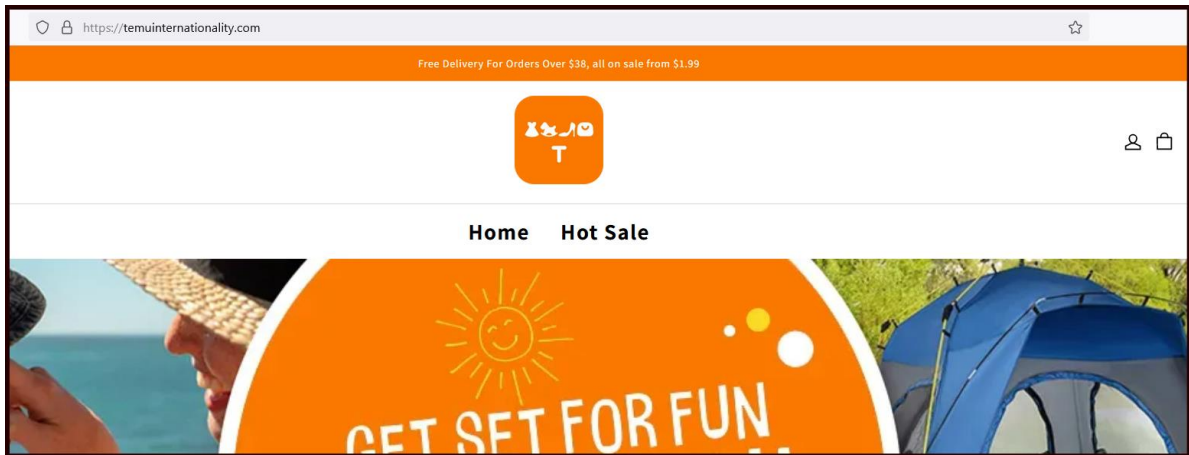 https://temuinternationality.com
Free Delivery For Orders Over $38, all on sale from $1.99
T
Home Hot Sale
GET SET FOR FUN